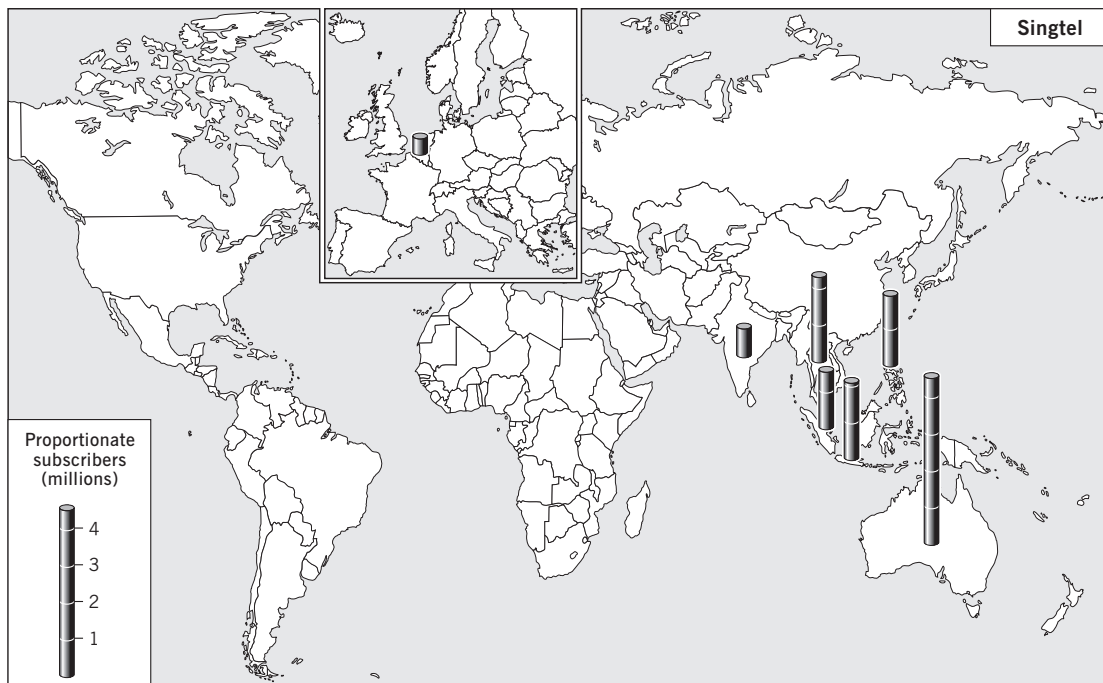 Singtel
Proportionate
subscribers
(millions)
4
3
2
1